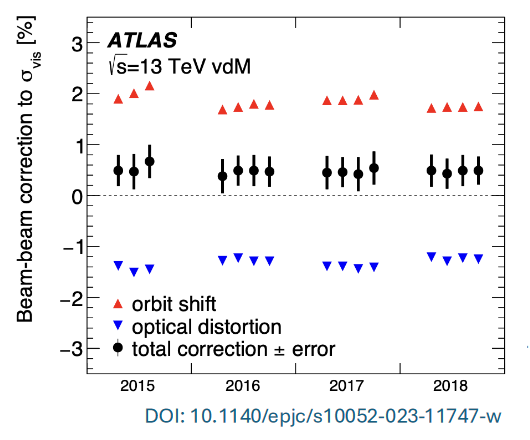 Beam-beam correction to σvis [%]
3
2
1
0
−1
−2
−3
ATLAS
√s=13 TeV vdM
orbit shift
optical distortion
total correction ± error
2015 2016 2017 2018
DOI: 10.1140/epjc/s10052-023-11747-w